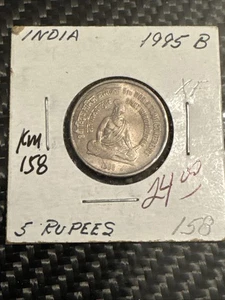 INDIA 1995 B
XF
KM
158
24.00
5 RUPEES
158